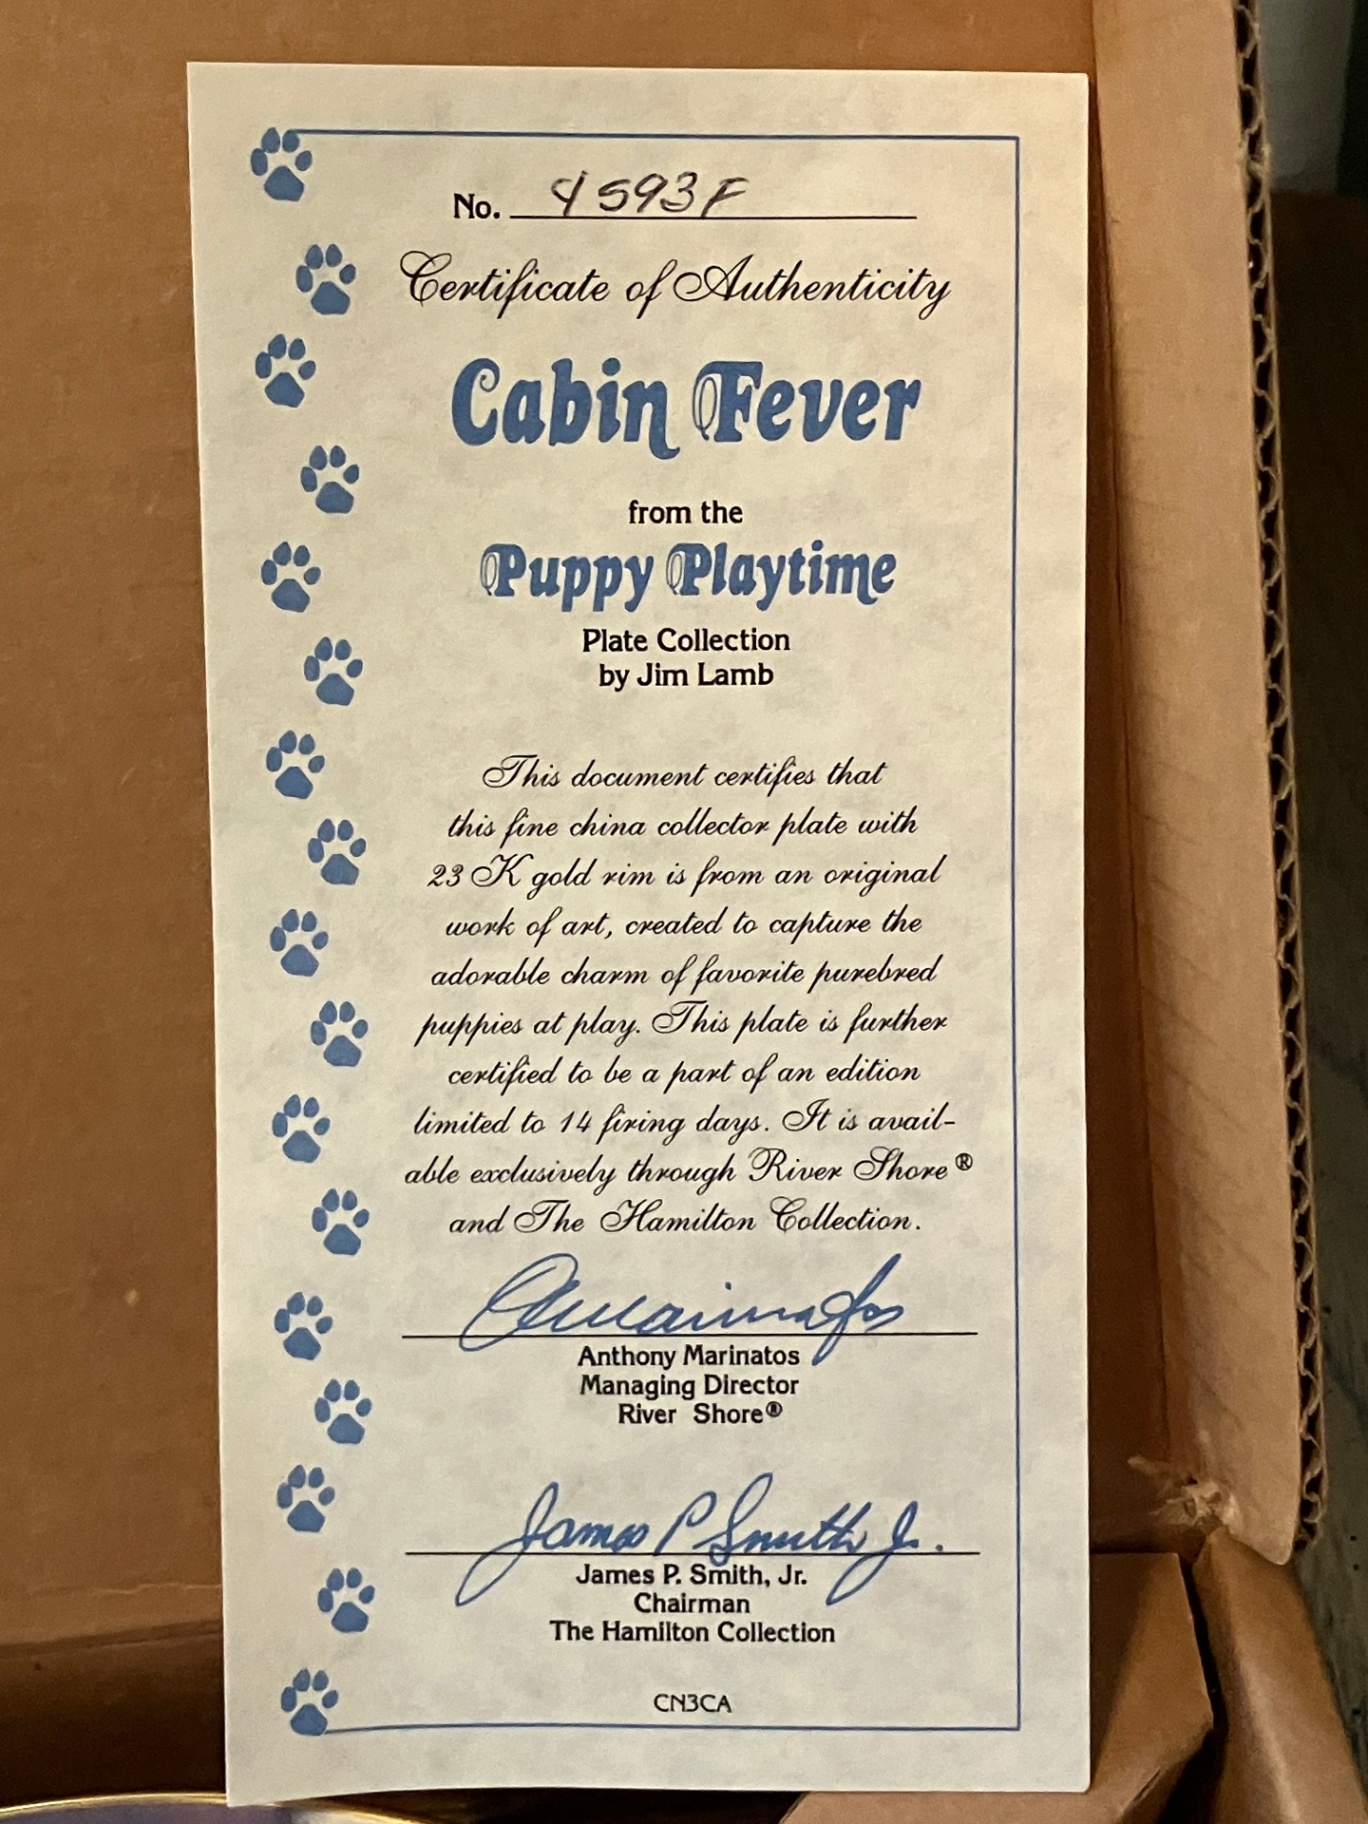 No. 4593F
Certificate of Authenticity
Cabin Fever
from the
Puppy Playtime
Plate Collection
by Jim Lamb
This document certifies that
this fine china collector plate with
23 K gold rim is from an original
work of art, created to capture the
adorable charm of favorite purebred
puppies at play. This plate is further
certified to be a part of an edition
limited to 14 firing days. It is avail-
able exclusively through River Shore®
and The Hamilton Collection.
AMarinatos
Anthony Marinatos
Managing Director
River Shore®
James P Smith Jr.
James P. Smith, Jr.
Chairman
The Hamilton Collection
CN3CA